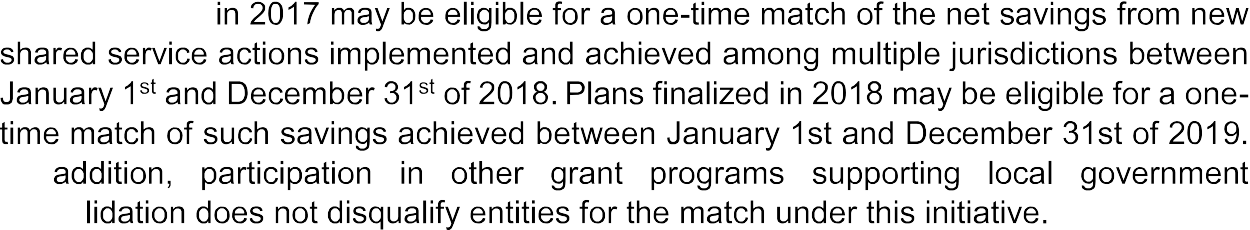 in 2017 may be eligible for a one-time match of the net savings from new
shared service actions implemented and achieved among multiple jurisdictions between
January 1st and December 31st of 2018. Plans finalized in 2018 may be eligible for a one-
time match of such savings achieved between January 1st and December 31st of 2019.
addition, participation in other grant programs supporting local government
lidation does not disqualify entities for the match under this initiative.